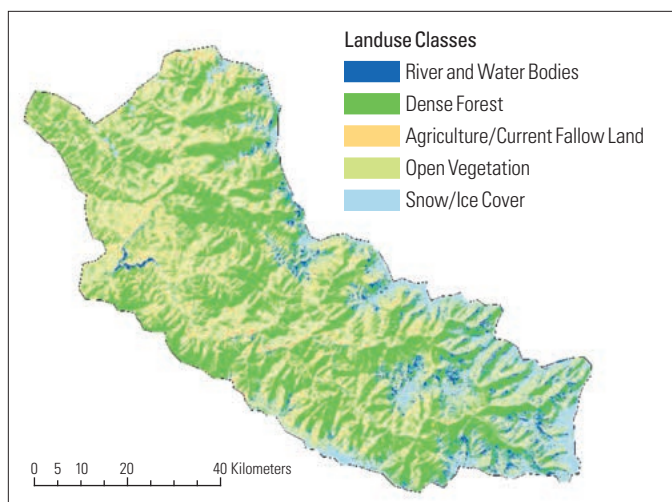 Landuse Classes
River and Water Bodies
Dense Forest
Agriculture/Current Fallow Land
Open Vegetation
Snow/Ice Cover
0 5 10 20 40 Kilometers